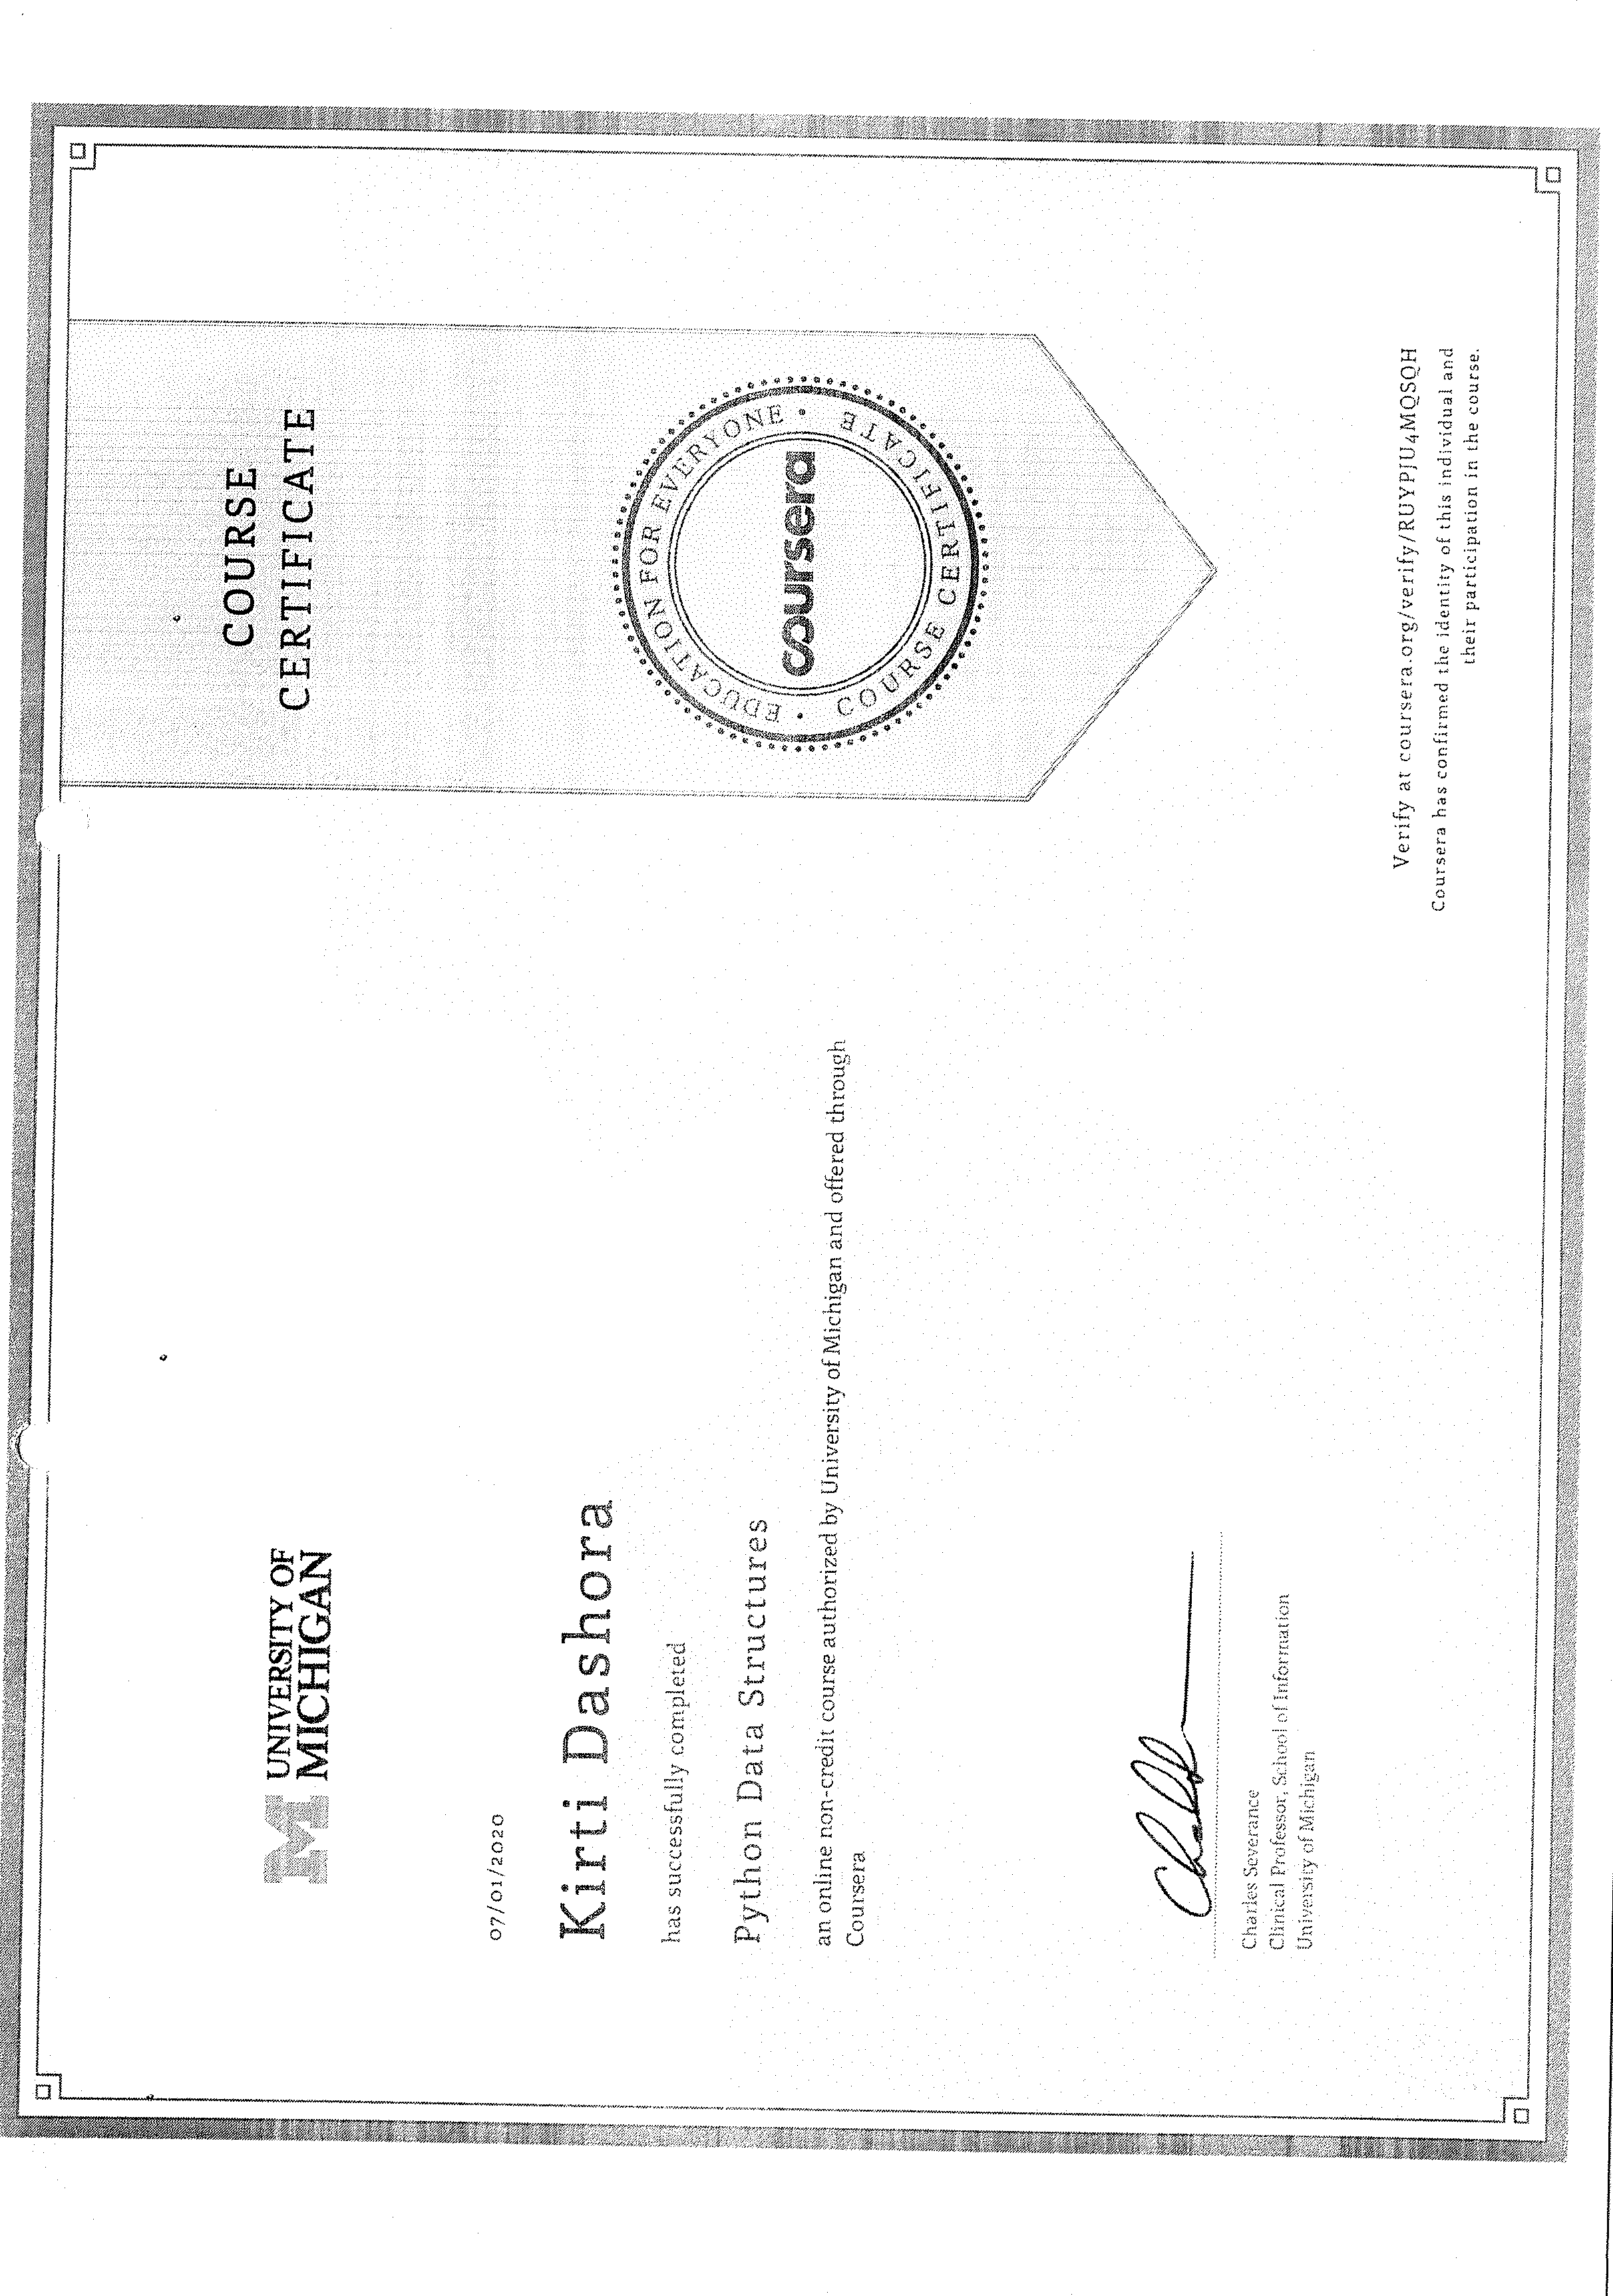 M UNIVERSITY OF
MICHIGAN
07/01/2020
Kirti Dashora
has successfully completed
Python Data Structures
an online non-credit course authorized by University of Michigan and offered through
Coursera
Charles Severance
Clinical Professor, School of Information
University of Michigan
COURSE
CERTIFICATE
EDUCATION FOR EVERYONE
coursera
COURSE CERTIFICATE
Verify at coursera.org/verify/RUYPJU4MQSQH
Coursera has confirmed the identity of this individual and
their participation in the course.